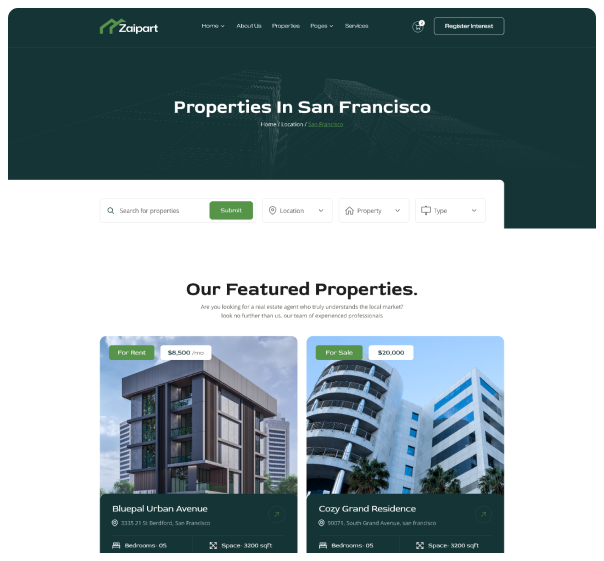 Zaipart
Home About Us Properties Pages Services 0 Register Interest
Properties In San Francisco
Home / Location / San Francisco
Search for properties Submit Location Property Type
Our Featured Properties.
Are you looking for a real estate agent who truly understands the local market?
look no further than us, our team of experienced professionals
For Rent $8,500 /mo
For Sale $20,000
Bluepal Urban Avenue
3335 21 St Berdford, San Francisco
Bedrooms- 05 Space- 3200 sqft
Cozy Grand Residence
90071, South Grand Avenue, san francisco
Bedrooms- 05 Space- 3200 sqft